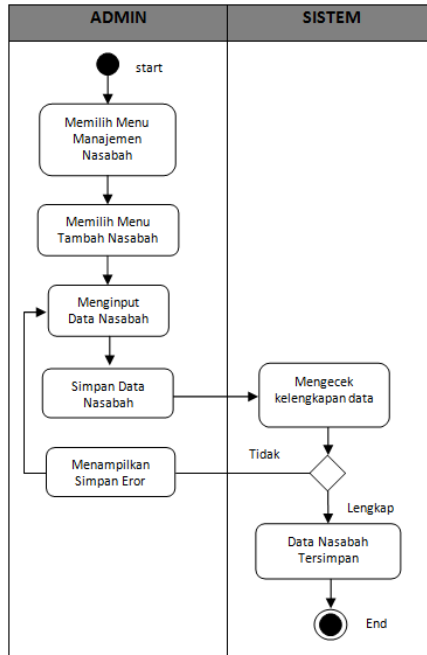 ADMIN
SISTEM
start
Memilih Menu
Manajemen
Nasabah
Memilih Menu
Tambah Nasabah
Menginput
Data Nasabah
Simpan Data
Nasabah
Mengecek
kelengkapan data
Tidak
Menampilkan
Simpan Eror
Lengkap
Data Nasabah
Tersimpan
End